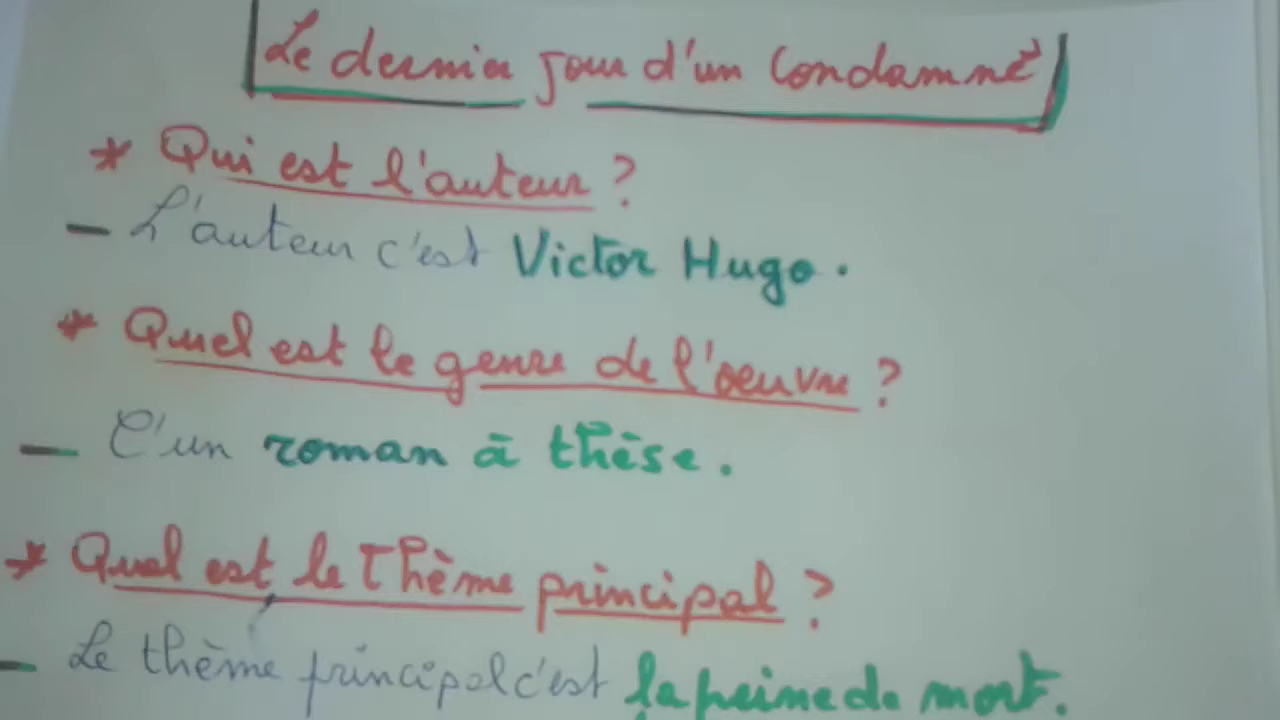 Le dernier jour d'un Condamné
* Qui est l'auteur ?
- L'auteur c'est Victor Hugo.
* Quel est le genre de l'oeuvre ?
- C'un roman à thèse.
* Quel est le Thème principal ?
- Le thème principal c'est la peine de mort.